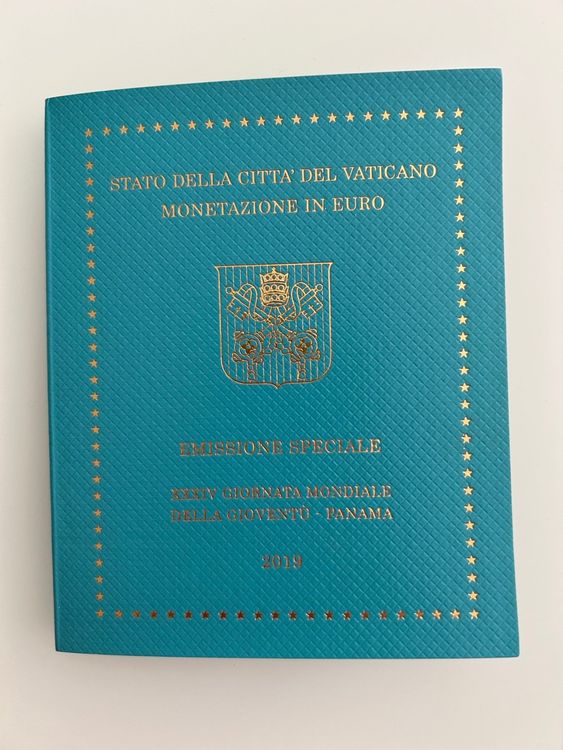 STATO DELLA CITTA' DEL VATICANO
MONETAZIONE IN EURO
EMISSIONE SPECIALE
XXXIV GIORNATA MONDIALE
DELLA GIOVENTÙ - PANAMA
2019